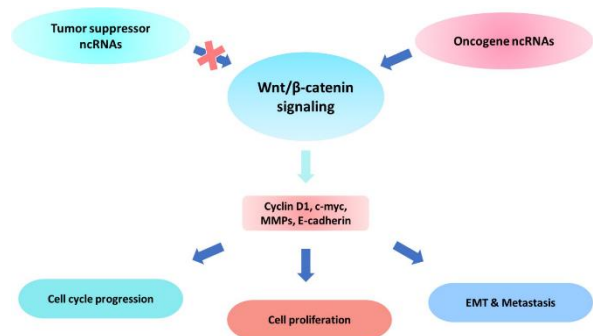 Tumor suppressor
ncRNAs
Oncogene ncRNAs
Wnt/β-catenin
signaling
Cyclin D1, c-myc,
MMPs, E-cadherin
Cell cycle progression
Cell proliferation
EMT & Metastasis